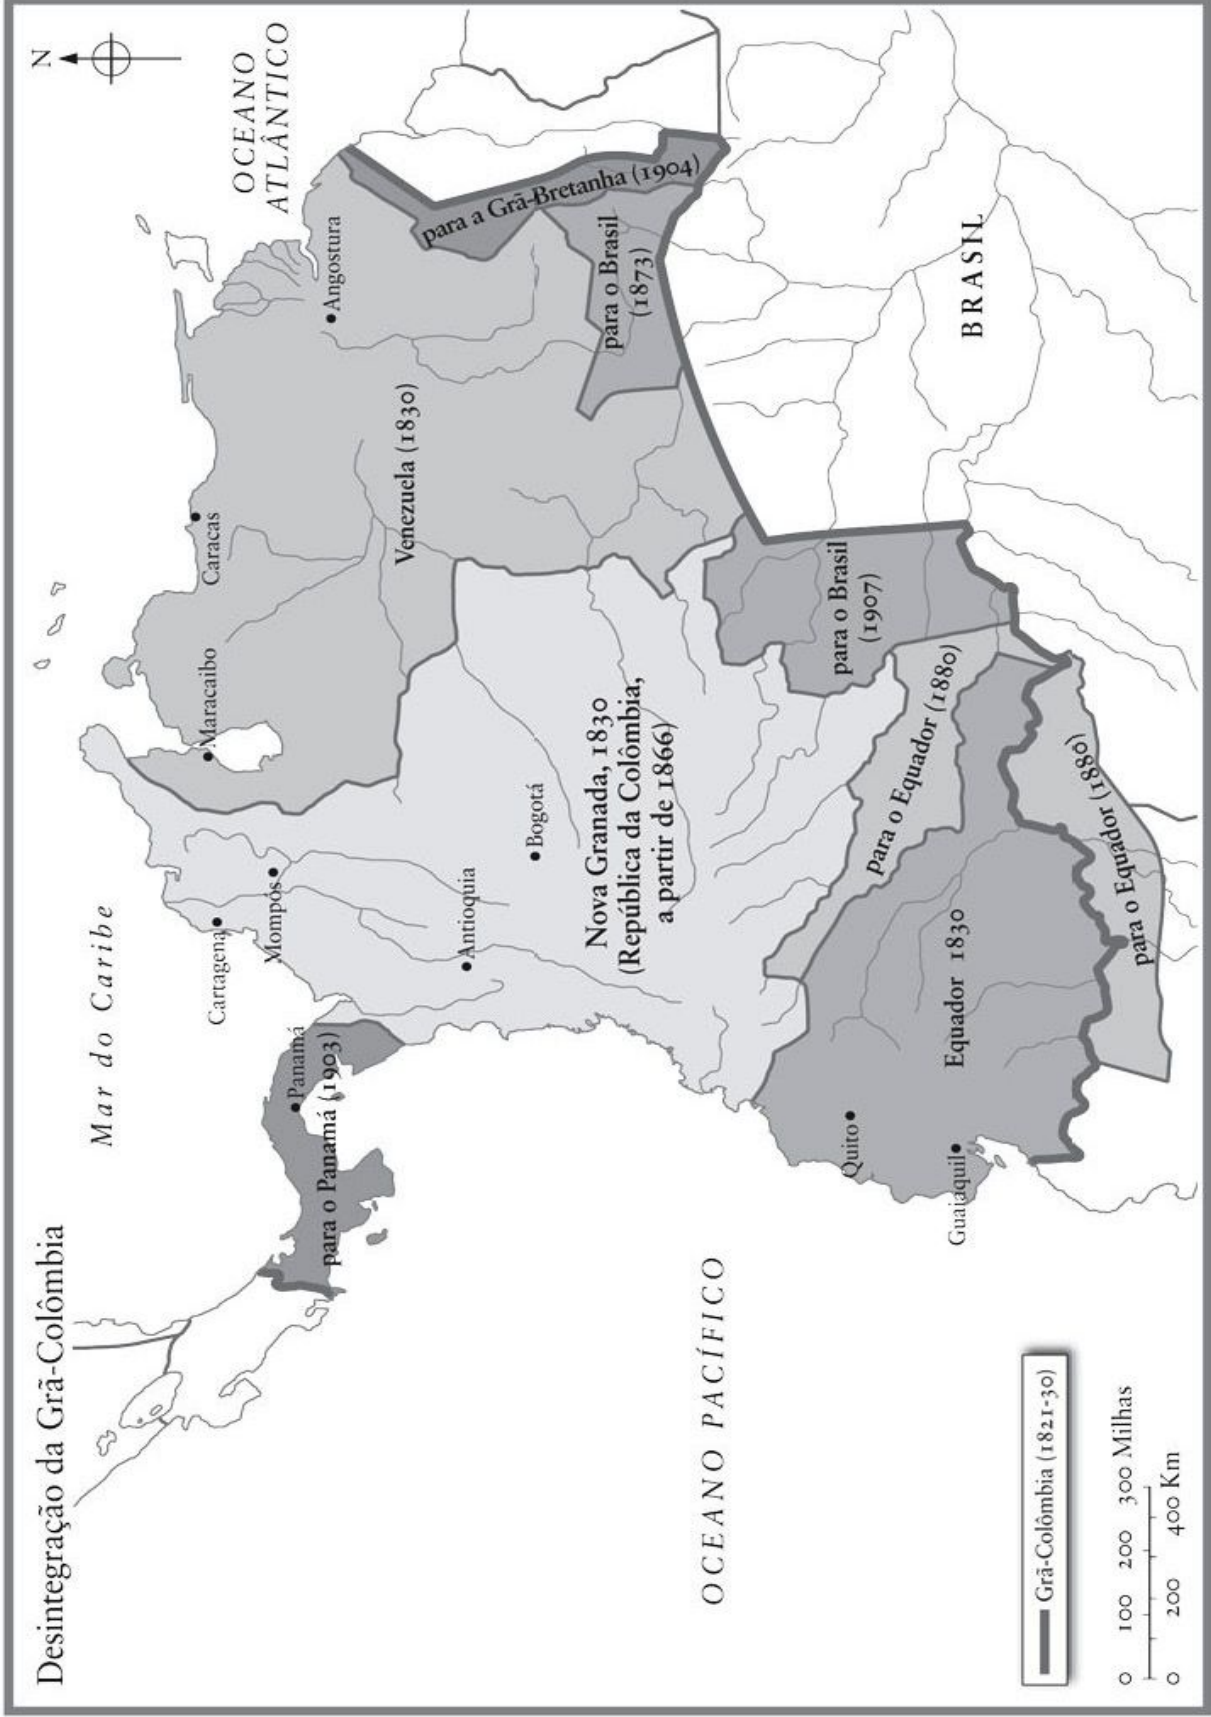 Desintegração da Grã-Colômbia
N
Mar do Caribe
OCEANO
ATLÂNTICO
Maracaibo
Caracas
Cartagena
Mompós
Panamá
para o Panamá (1903)
Angostura
Antioquia
Bogotá
Venezuela (1830)
para a Grã-Bretanha (1904)
para o Brasil
(1873)
Nova Granada, 1830
(República da Colômbia,
a partir de 1866)
OCEANO PACÍFICO
para o Brasil
(1907)
BRASIL
Quito
para o Equador (1880)
Guaiaquil
Equador 1830
para o Equador (1880)
Grã-Colômbia (1821-30)
0 100 200 300 Milhas
0 200 400 Km